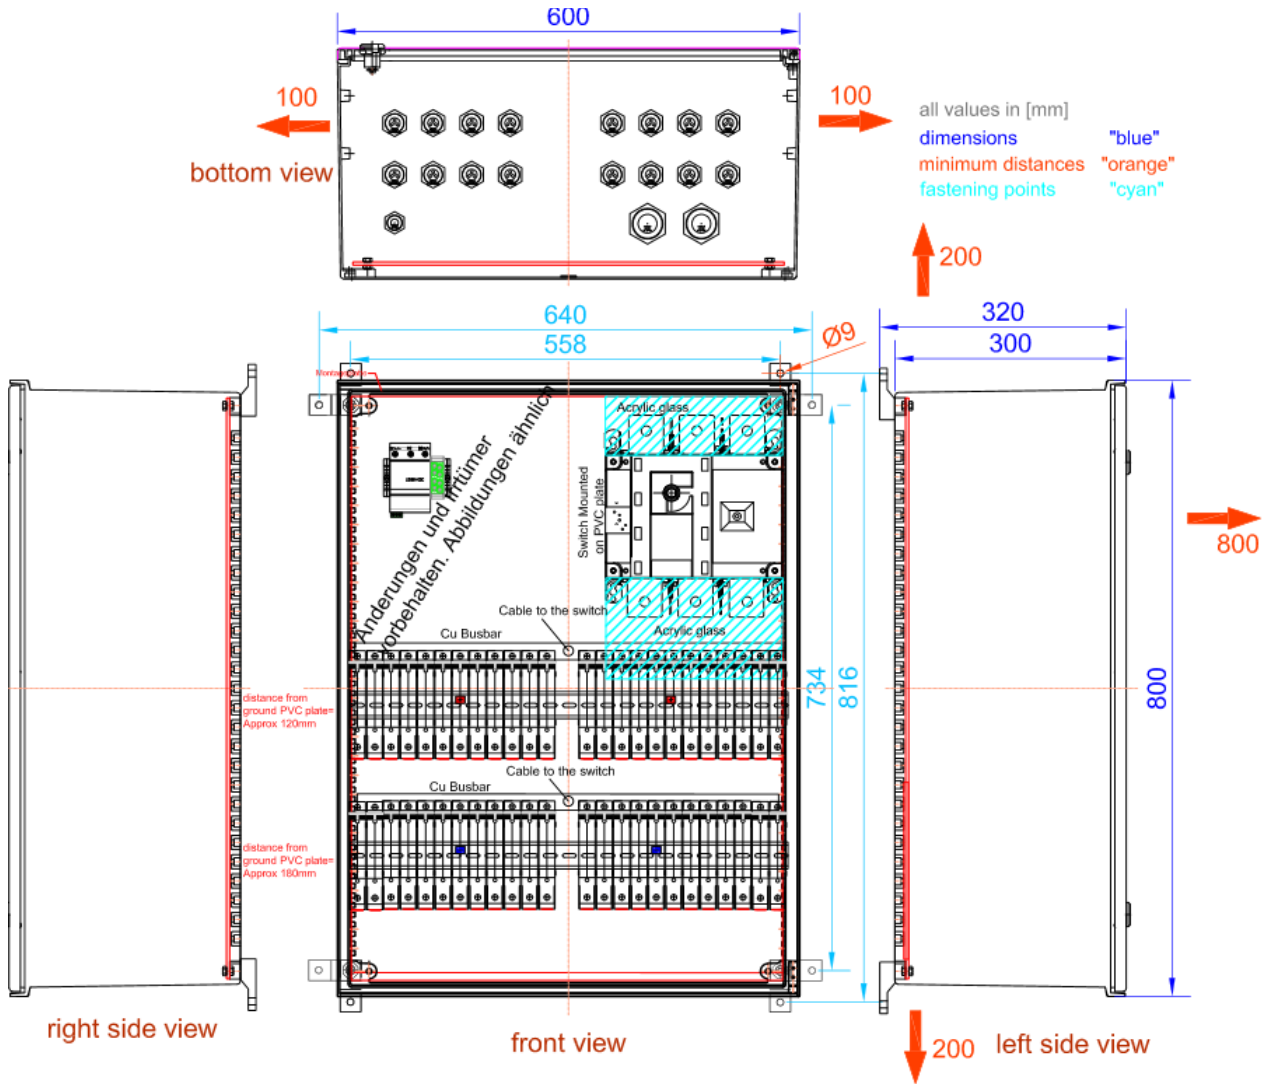 600
100
100
bottom view
all values in [mm]
dimensions "blue"
minimum distances "orange"
fastening points "cyan"
200
640
558
Ø9
320
300
Acrylic glass
Änderungen und Irrtümer
vorbehalten. Abbildungen ähnlich
Switch Mounted
on PVC plate
800
Cable to the switch
Cu Busbar
Acrylic glass
734
816
800
distance from
ground PVC plate=
Approx 120mm
Cable to the switch
Cu Busbar
distance from
ground PVC plate=
Approx 180mm
right side view
front view
200
left side view